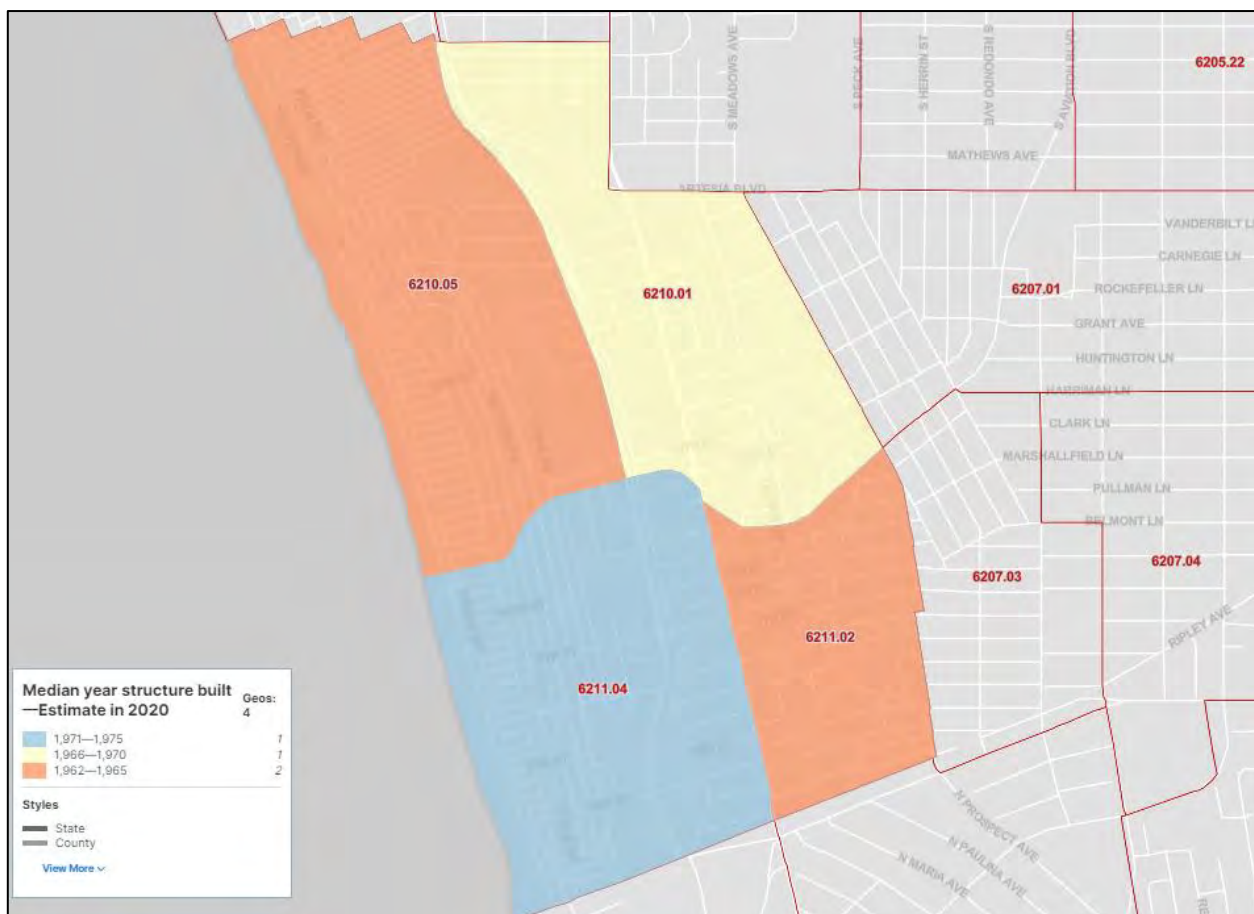 S MEADOWS AVE
S PECK AVE
S HERRIN ST
S REDONDO AVE
S AVIATION BLVD
6205.22
MATHEWS AVE
ARTESIA BLVD
VANDERBILT LN
CARNEGIE LN
6210.05
6210.01
6207.01
ROCKEFELLER LN
GRANT AVE
HUNTINGTON LN
HARRIMAN LN
CLARK LN
MARSHALLFIELD LN
PULLMAN LN
BELMONT LN
6207.03
6207.04
RIPLEY AVE
6211.02
6211.04
N PROSPECT AVE
N PAULINA AVE
N MARIA AVE
Median year structure built
—Estimate in 2020
Geos:
4
1,971—1,975 1
1,966—1,970 1
1,962—1,965 2
Styles
State
County
View More